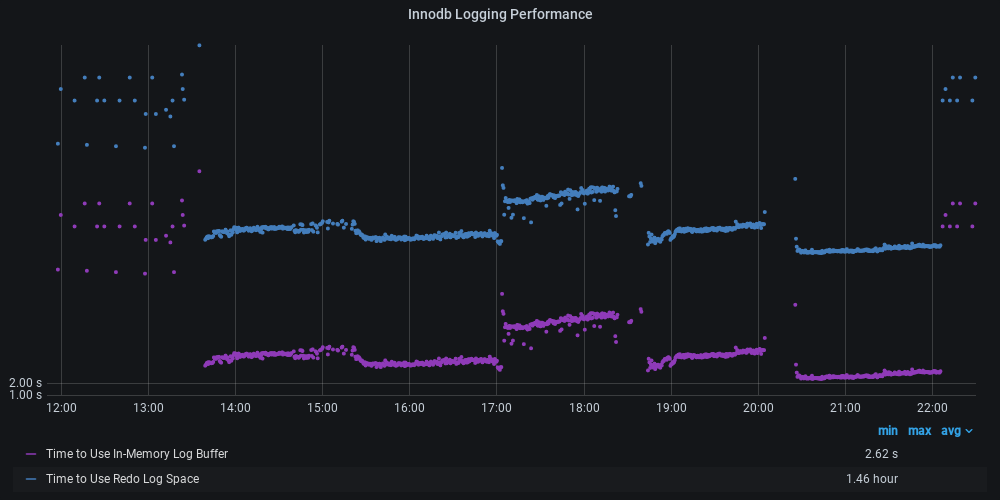 Innodb Logging Performance
2.00 s
1.00 s
12:00 13:00 14:00 15:00 16:00 17:00 18:00 19:00 20:00 21:00 22:00
min max avg
Time to Use In-Memory Log Buffer 2.62 s
Time to Use Redo Log Space 1.46 hour